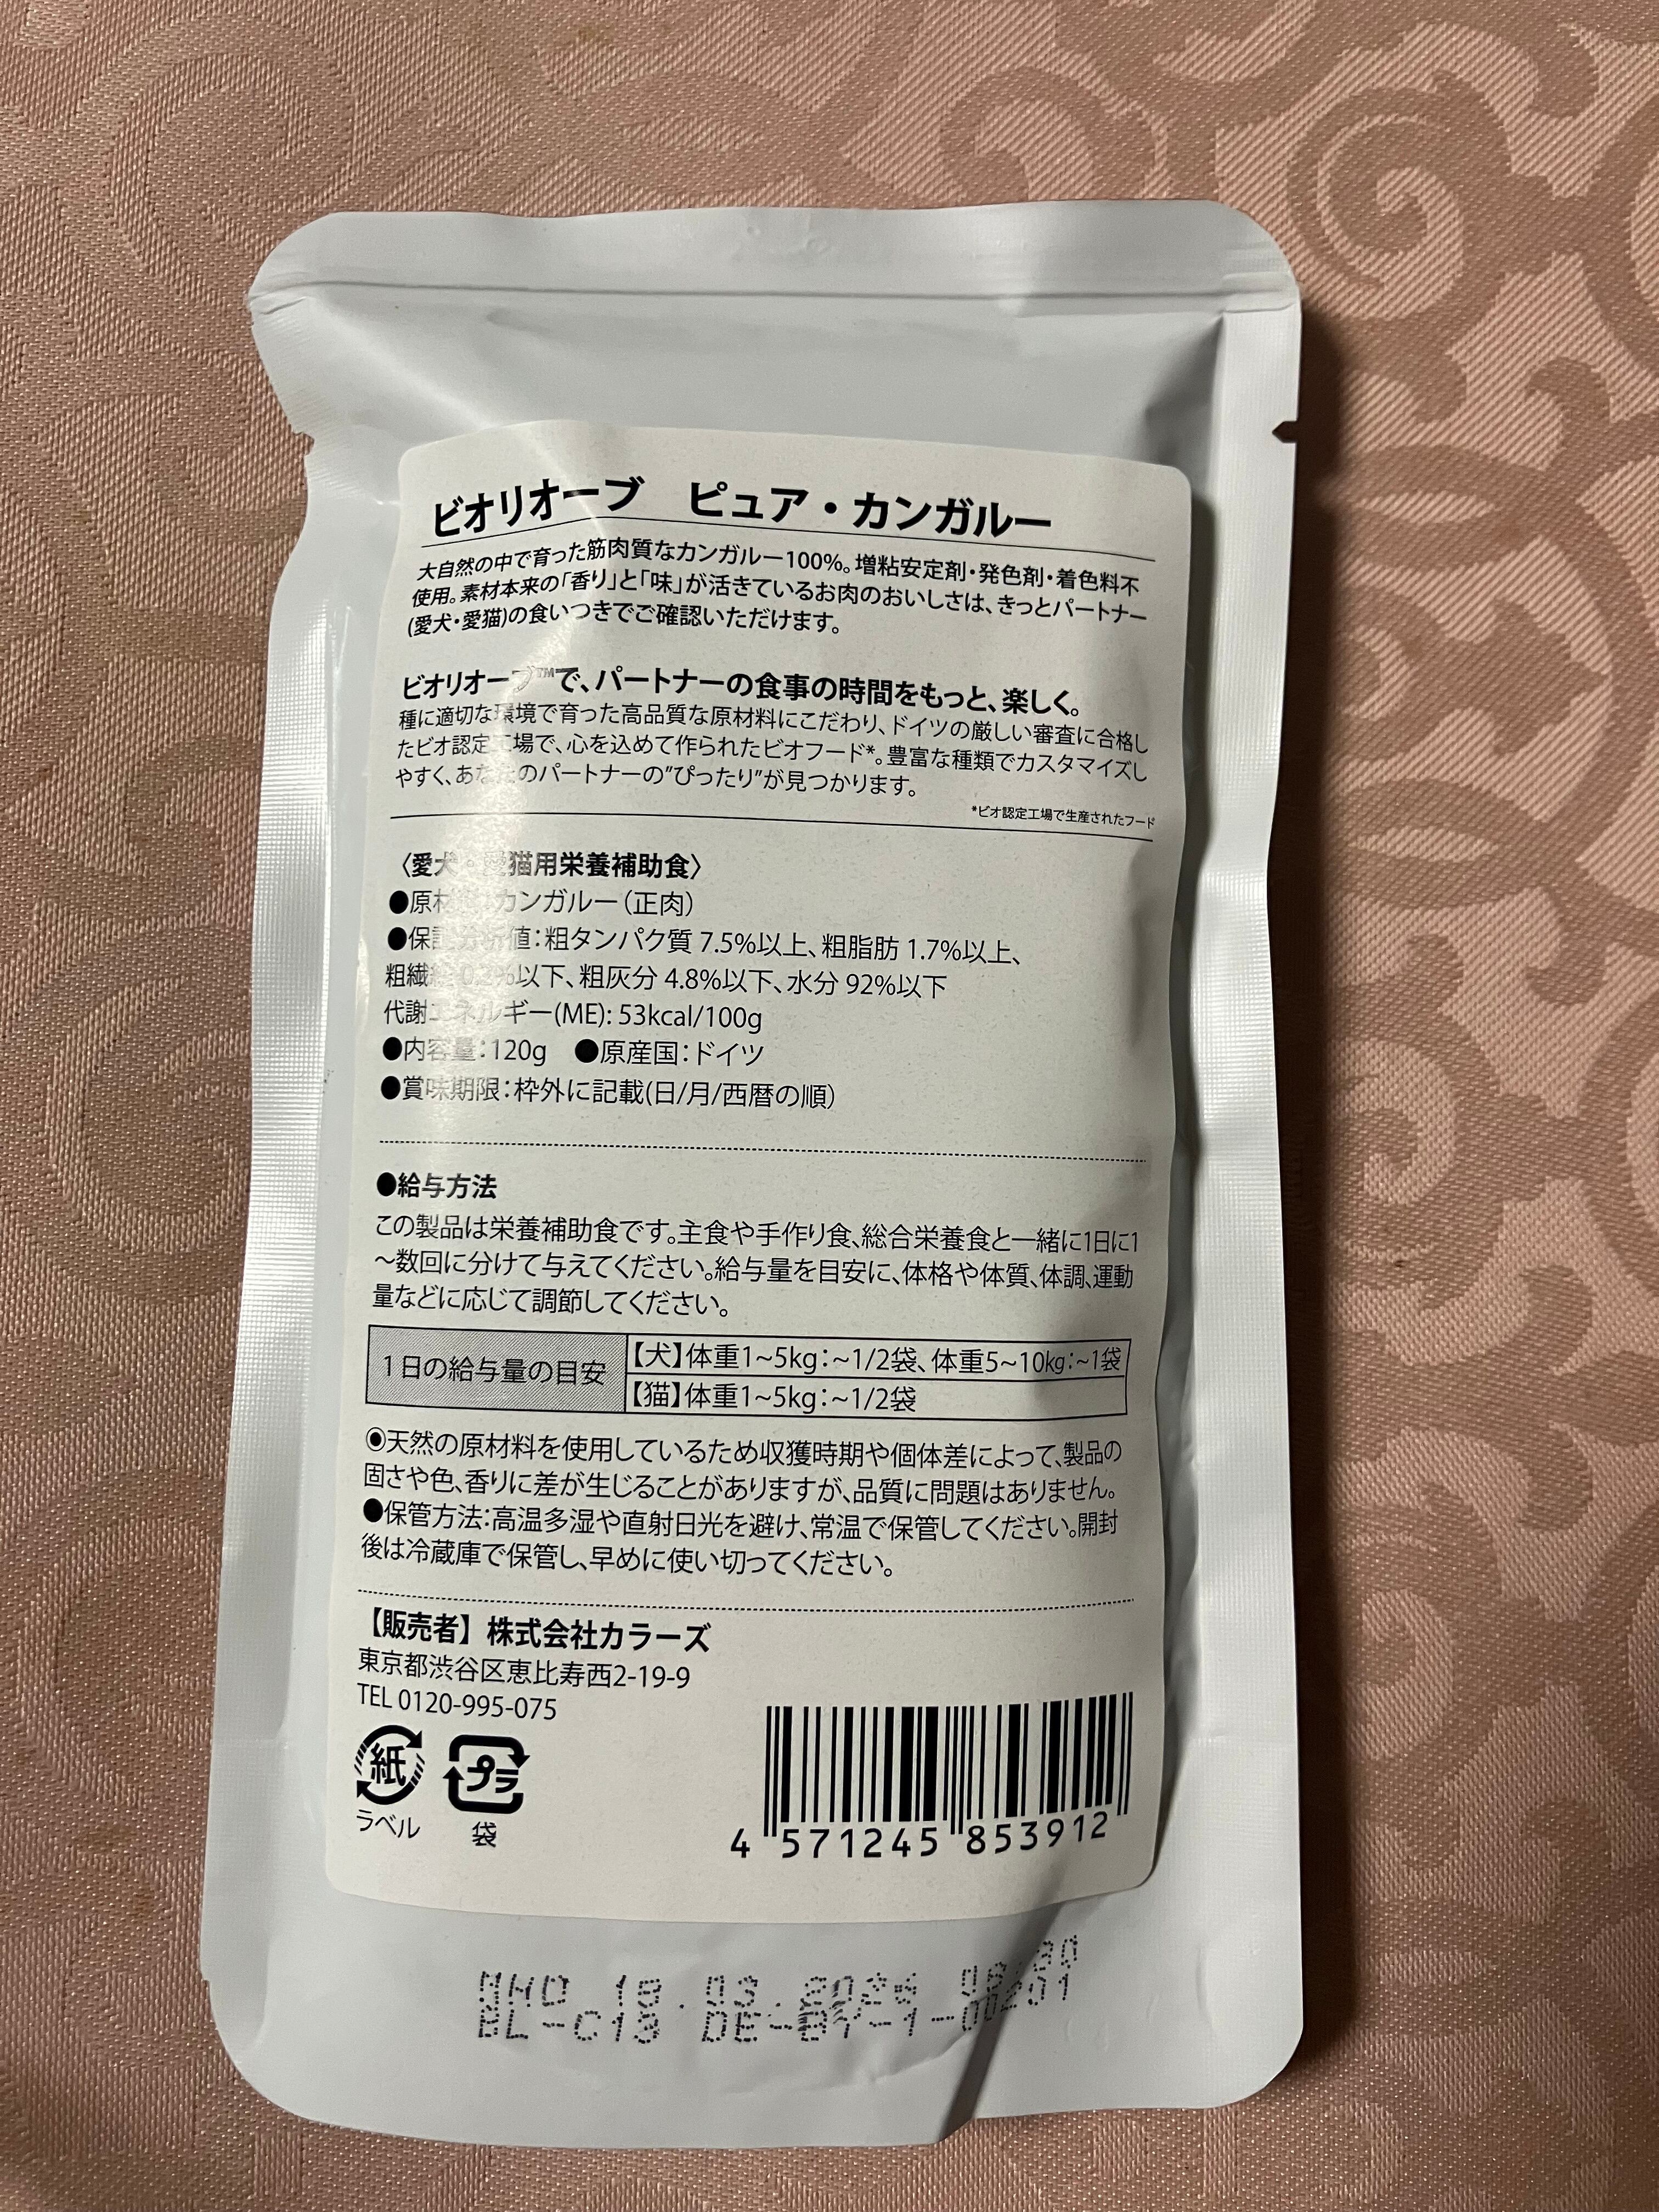 ビオリオーブ　ピュア・カンガルー
大自然の中で育った筋肉質なカンガルー100%。増粘安定剤・発色剤・着色料不
使用。素材本来の「香り」と「味」が活きているお肉のおいしさは、きっとパートナー
(愛犬・愛猫)の食いつきでご確認いただけます。
ビオリオーブ™で、パートナーの食事の時間をもっと、楽しく。
種に適切な環境で育った高品質な原材料にこだわり、ドイツの厳しい審査に合格し
たビオ認定工場で、心を込めて作られたビオフード*。豊富な種類でカスタマイズし
やすく、あなたのパートナーの"ぴったり"が見つかります。
*ビオ認定工場で生産されたフード
〈愛犬・愛猫用栄養補助食〉
●原材料:カンガルー（正肉）
●保証分析値：粗タンパク質 7.5%以上、粗脂肪 1.7%以上、
粗繊維 0.2%以下、粗灰分 4.8%以下、水分 92%以下
代謝エネルギー(ME): 53kcal/100g
●内容量：120g　●原産国：ドイツ
●賞味期限：枠外に記載(日/月/西暦の順)
●給与方法
この製品は栄養補助食です。主食や手作り食、総合栄養食と一緒に1日に1
～数回に分けて与えてください。給与量を目安に、体格や体質、体調、運動
量などに応じて調節してください。
1日の給与量の目安
【犬】体重1~5kg：~1/2袋、体重5~10kg：~1袋
【猫】体重1~5kg：~1/2袋
◉天然の原材料を使用しているため収獲時期や個体差によって、製品の
固さや色、香りに差が生じることがありますが、品質に問題はありません。
●保管方法：高温多湿や直射日光を避け、常温で保管してください。開封
後は冷蔵庫で保管し、早めに使い切ってください。
【販売者】株式会社カラーズ
東京都渋谷区恵比寿西2-19-9
TEL 0120-995-075
紙
ラベル
プラ
袋
4 571245 853912
MHD 18.03.2026 08:30
BL-C18 DE-BY-1-00201